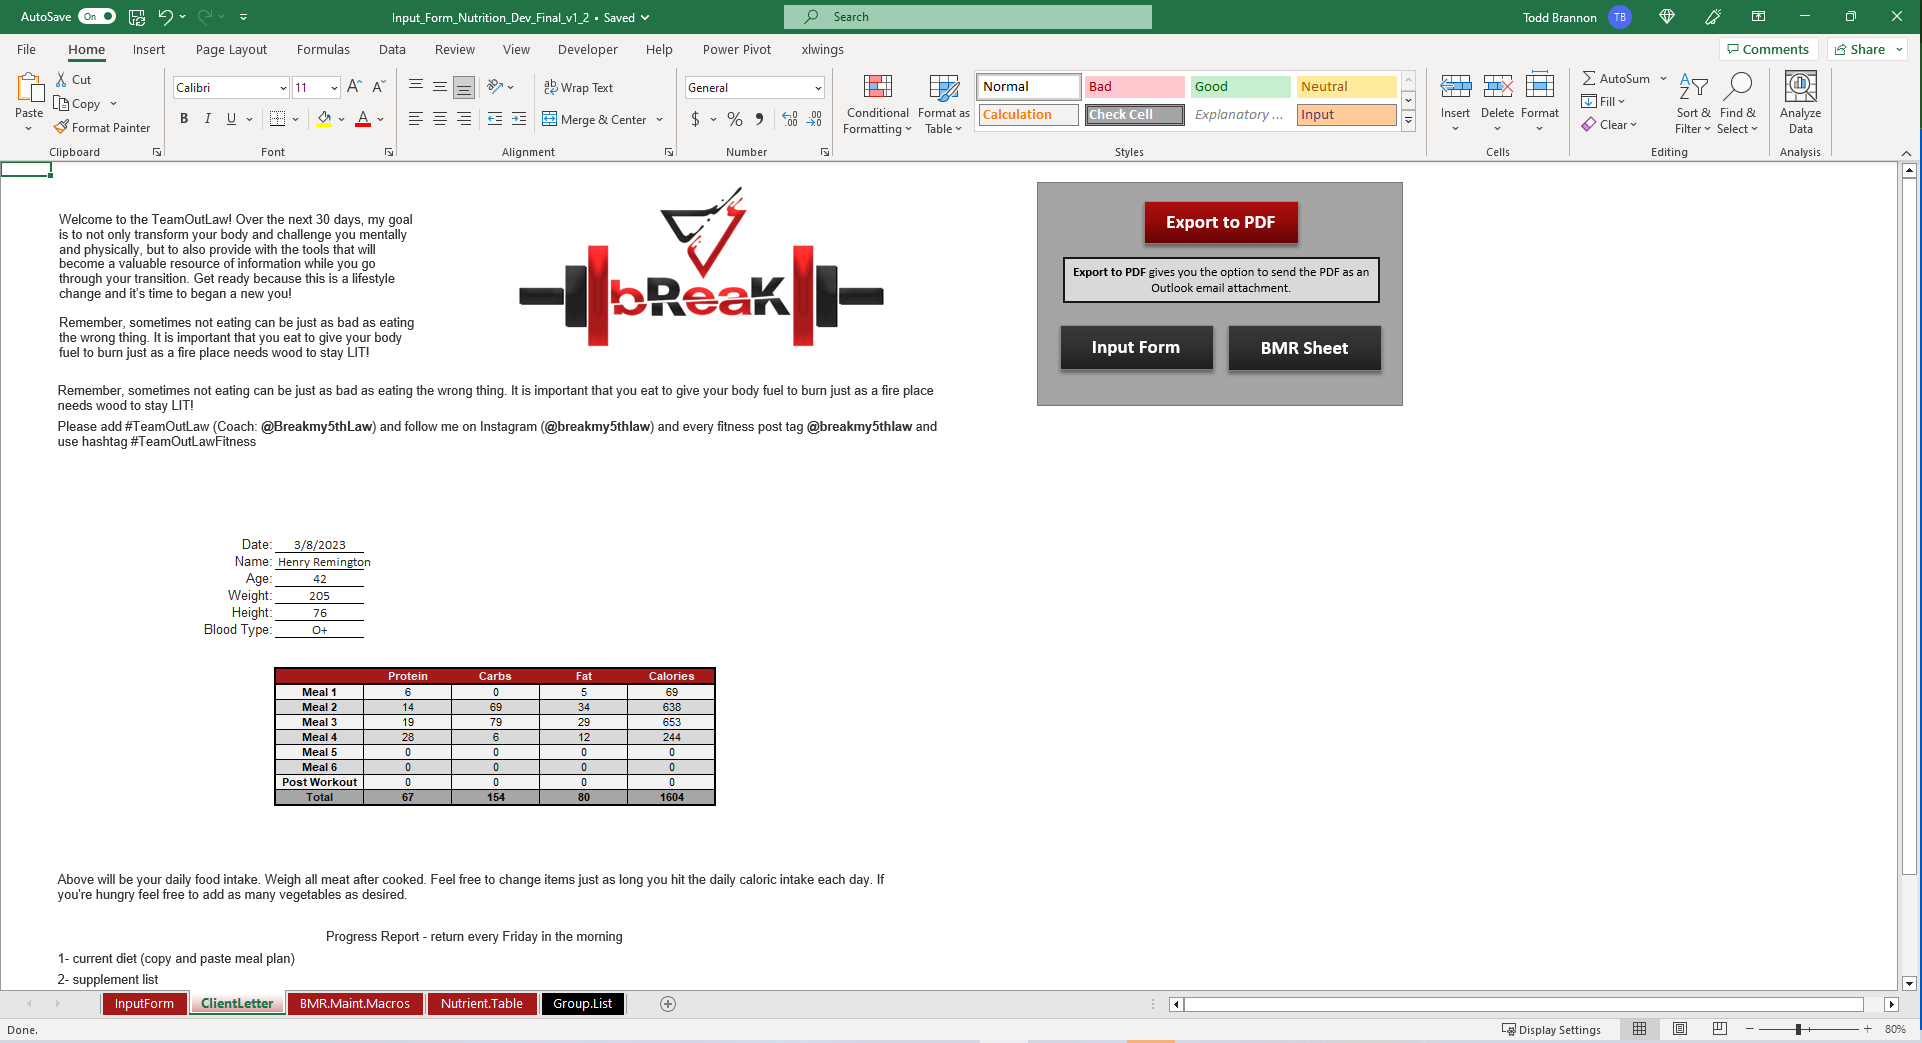 AutoSave On Input_Form_Nutrition_Dev_Final_v1_2 • Saved Search Todd Brannon TB
File Home Insert Page Layout Formulas Data Review View Developer Help Power Pivot xlwings Comments Share
Paste
Cut
Copy
Format Painter
Clipboard
Calibri 11
B I U
Font
Wrap Text
Merge & Center
Alignment
General
$ % 9
Number
Conditional Formatting
Format as Table
Normal Bad Good Neutral
Calculation Check Cell Explanatory ... Input
Styles
Insert Delete Format
Cells
AutoSum
Fill
Clear
Sort & Filter
Find & Select
Editing
Analyze Data
Analysis
Welcome to the TeamOutLaw! Over the next 30 days, my goal
is to not only transform your body and challenge you mentally
and physically, but to also provide with the tools that will
become a valuable resource of information while you go
through your transition. Get ready because this is a lifestyle
change and it's time to began a new you!
Remember, sometimes not eating can be just as bad as eating
the wrong thing. It is important that you eat to give your body
fuel to burn just as a fire place needs wood to stay LIT!
bReaK
Export to PDF
Export to PDF gives you the option to send the PDF as an
Outlook email attachment.
Input Form BMR Sheet
Remember, sometimes not eating can be just as bad as eating the wrong thing. It is important that you eat to give your body fuel to burn just as a fire place
needs wood to stay LIT!
Please add #TeamOutLaw (Coach: @Breakmy5thLaw) and follow me on Instagram (@breakmy5thlaw) and every fitness post tag @breakmy5thlaw and
use hashtag #TeamOutLawFitness
Date: 3/8/2023
Name: Henry Remington
Age: 42
Weight: 205
Height: 76
Blood Type: O+
Protein Carbs Fat Calories
Meal 1 6 0 5 69
Meal 2 14 69 34 638
Meal 3 19 79 29 653
Meal 4 28 6 12 244
Meal 5 0 0 0 0
Meal 6 0 0 0 0
Post Workout 0 0 0 0
Total 67 154 80 1604
Above will be your daily food intake. Weigh all meat after cooked. Feel free to change items just as long you hit the daily caloric intake each day. If
you're hungry feel free to add as many vegetables as desired.
Progress Report - return every Friday in the morning
1- current diet (copy and paste meal plan)
2- supplement list
InputForm ClientLetter BMR.Maint.Macros Nutrient.Table Group.List
Done. Display Settings 80%